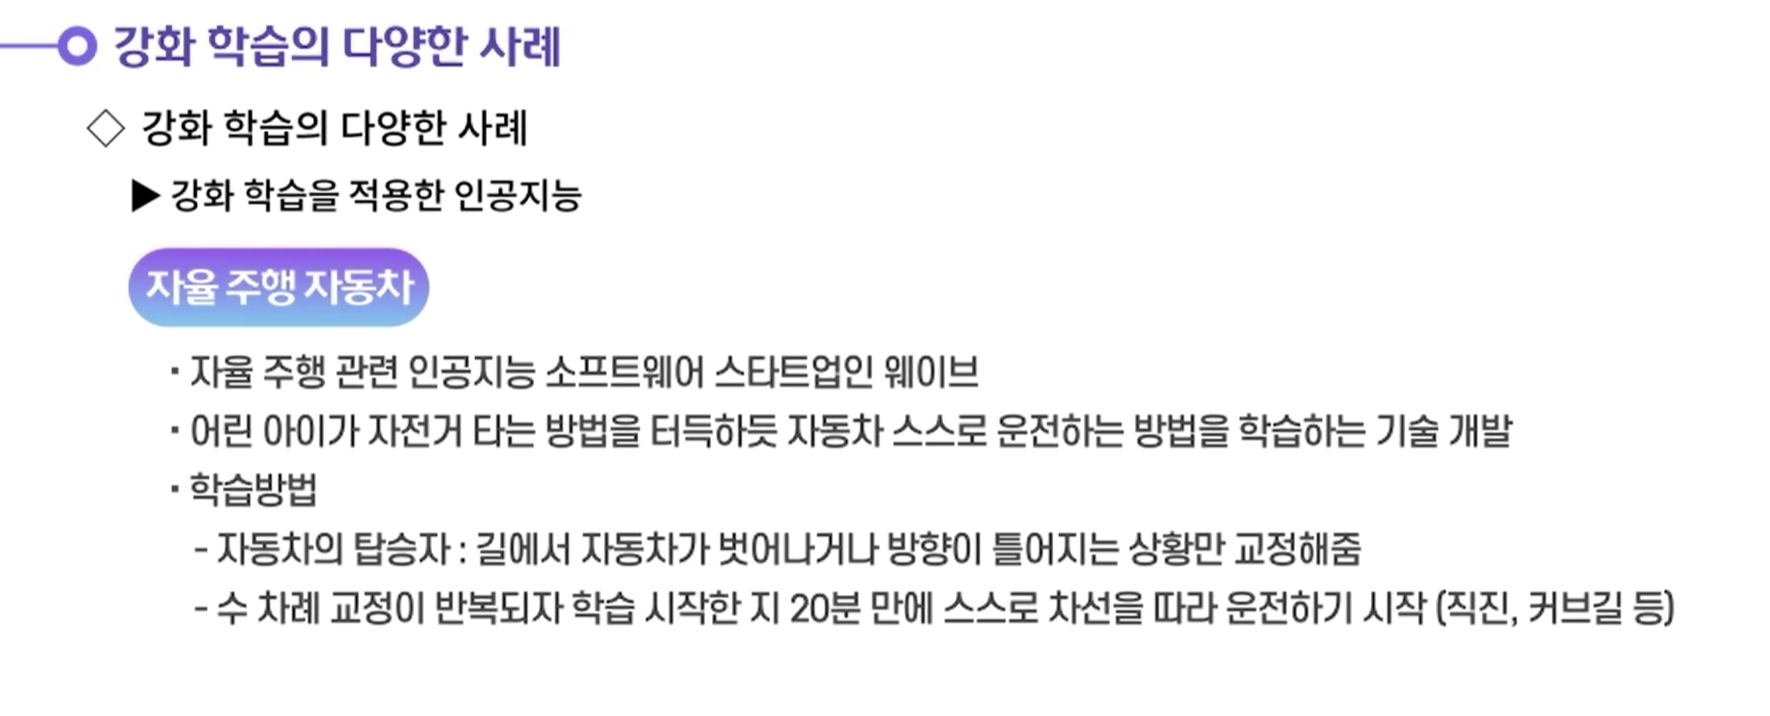 강화 학습의 다양한 사례
◇ 강화 학습의 다양한 사례
▶ 강화 학습을 적용한 인공지능
자율 주행 자동차
· 자율 주행 관련 인공지능 소프트웨어 스타트업인 웨이브
· 어린 아이가 자전거 타는 방법을 터득하듯 자동차 스스로 운전하는 방법을 학습하는 기술 개발
· 학습방법
- 자동차의 탑승자 : 길에서 자동차가 벗어나거나 방향이 틀어지는 상황만 교정해줌
- 수 차례 교정이 반복되자 학습 시작한 지 20분 만에 스스로 차선을 따라 운전하기 시작 (직진, 커브길 등)